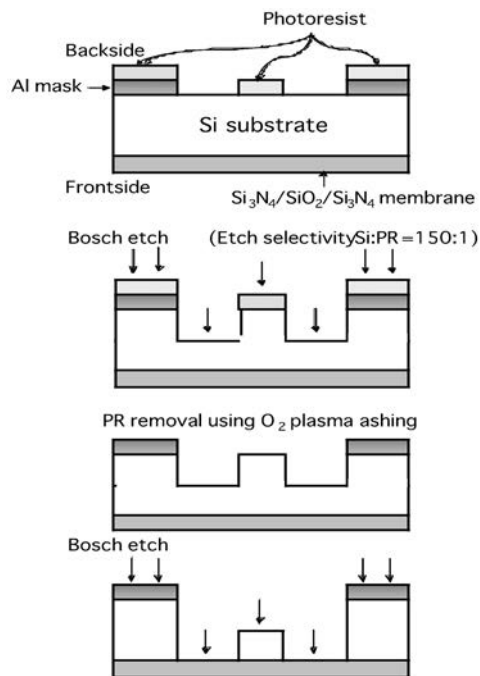 Photoresist
Backside
Al mask
Si substrate
Frontside
Si₃N₄/SiO₂/Si₃N₄ membrane
Bosch etch (Etch selectivitySi:PR=150:1)
PR removal using O₂ plasma ashing
Bosch etch